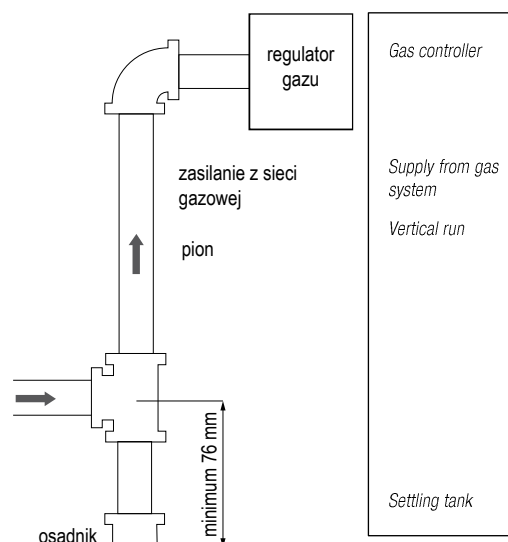 regulator
gazu
zasilanie z sieci
gazowej
pion
minimum 76 mm
osadnik
Gas controller
Supply from gas
system
Vertical run
Settling tank